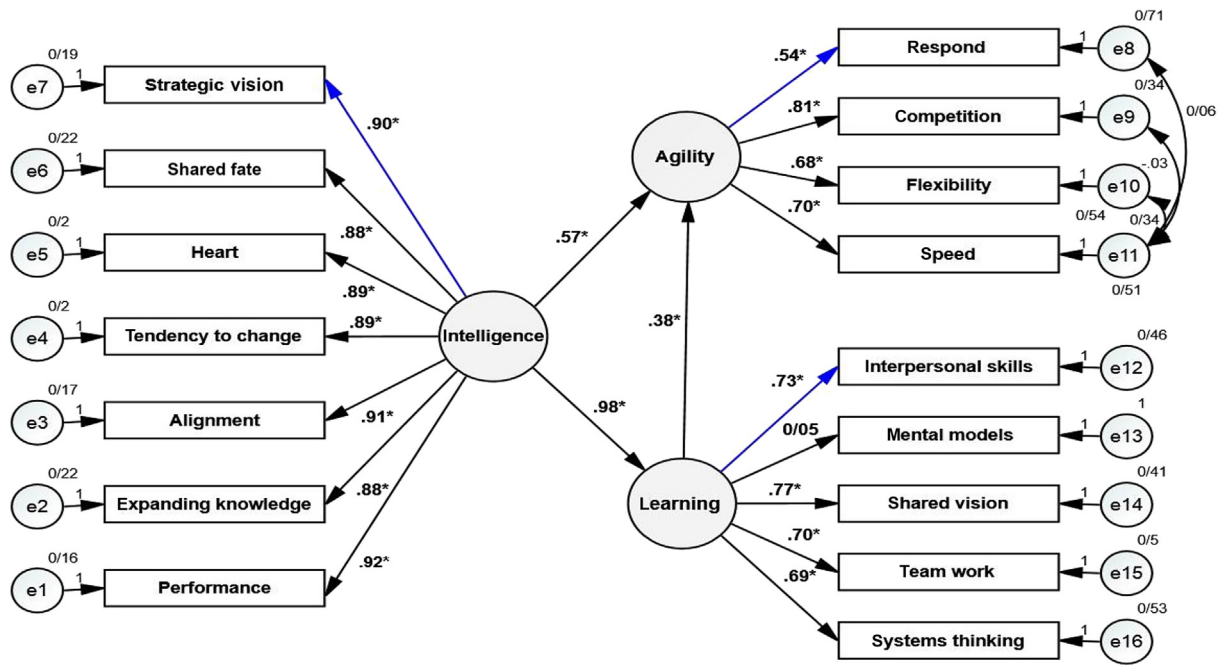 0/19
e7
1
Strategic vision
.90*
0/22
e6
1
Shared fate
.88*
0/2
e5
1
Heart
.89*
0/2
e4
1
Tendency to change
.89*
0/17
e3
1
Alignment
.91*
0/22
e2
1
Expanding knowledge
.88*
0/16
e1
1
Performance
.92*
Intelligence
.57*
.98*
Agility
.38*
Learning
.54*
Respond
1
e8
0/71
.81*
Competition
1
e9
0/34
0/06
.68*
Flexibility
1
e10
-.03
.70*
Speed
1
e11
0/54
0/34
0/51
.73*
Interpersonal skills
1
e12
0/46
0/05
Mental models
1
e13
1
.77*
Shared vision
1
e14
0/41
.70*
Team work
1
e15
0/5
.69*
Systems thinking
1
e16
0/53